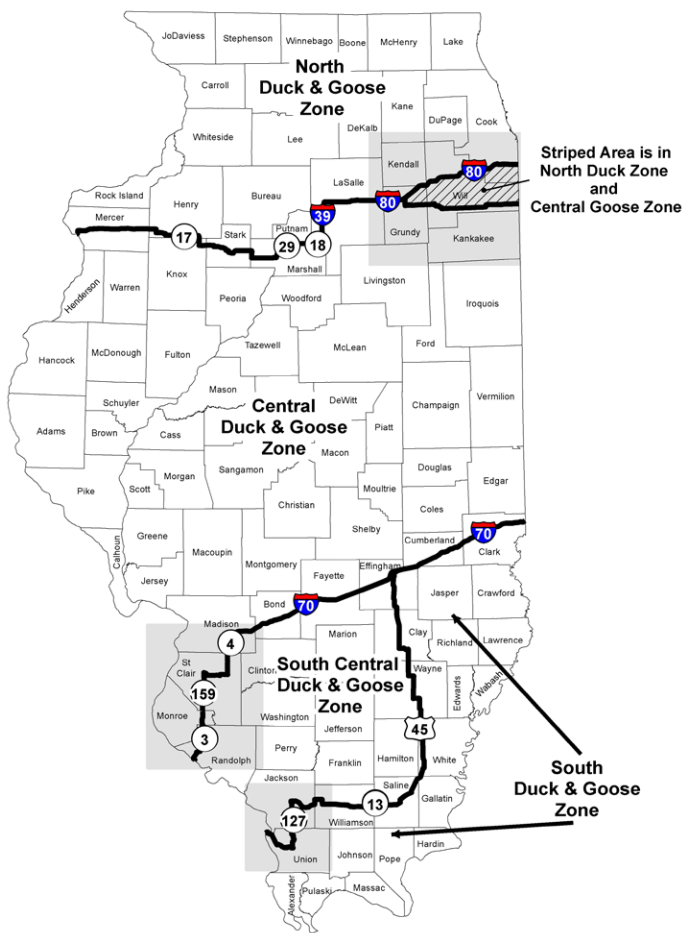 JoDaviess
Stephenson
Winnebago
Boone
McHenry
Lake
North
Duck & Goose
Zone
Carroll
Kane
DuPage
Cook
Whiteside
Lee
DeKalb
Kendall
80
Striped Area is in
North Duck Zone
and
Central Goose Zone
LaSalle
Will
Rock Island
Henry
Bureau
80
39
Mercer
Putnam
17
Stark
29
18
Grundy
Kankakee
Marshall
Knox
Livingston
Henderson
Warren
Peoria
Woodford
Iroquois
Tazewell
McLean
Ford
Hancock
McDonough
Fulton
Mason
Vermilion
Schuyler
DeWitt
Central
Duck & Goose
Zone
Champaign
Adams
Brown
Cass
Piatt
Macon
Sangamon
Douglas
Morgan
Edgar
Pike
Scott
Moultrie
Christian
Coles
Shelby
Greene
70
Calhoun
Macoupin
Cumberland
Clark
Montgomery
Effingham
Jersey
Fayette
Jasper
Crawford
Bond
70
Madison
Marion
Clay
Richland
Lawrence
4
St
Clair
Clinton
South Central
Duck & Goose
Zone
Wayne
Edwards
Wabash
159
Monroe
Washington
Jefferson
45
3
Perry
Randolph
Franklin
Hamilton
White
Jackson
Saline
South
Duck & Goose
Zone
13
Gallatin
127
Williamson
Hardin
Union
Johnson
Pope
Alexander
Pulaski
Massac